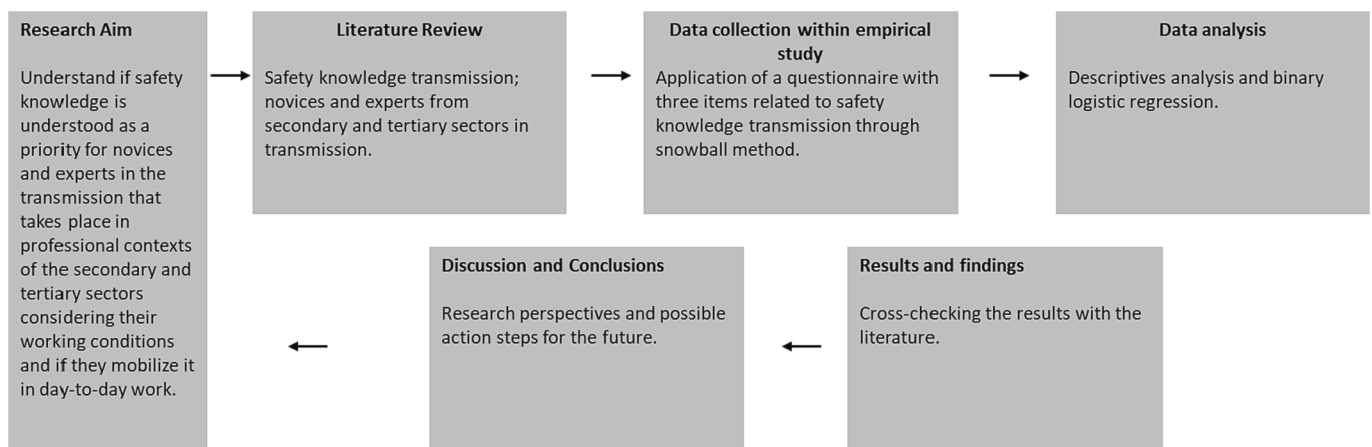 Research Aim
Understand if safety
knowledge is
understood as a
priority for novices
and experts in the
transmission that
takes place in
professional contexts
of the secondary and
tertiary sectors
considering their
working conditions
and if they mobilize it
in day-to-day work.
Literature Review
Safety knowledge transmission;
novices and experts from
secondary and tertiary sectors in
transmission.
Data collection within empirical
study
Application of a questionnaire with
three items related to safety
knowledge transmission through
snowball method.
Data analysis
Descriptives analysis and binary
logistic regression.
Results and findings
Cross-checking the results with the
literature.
Discussion and Conclusions
Research perspectives and possible
action steps for the future.